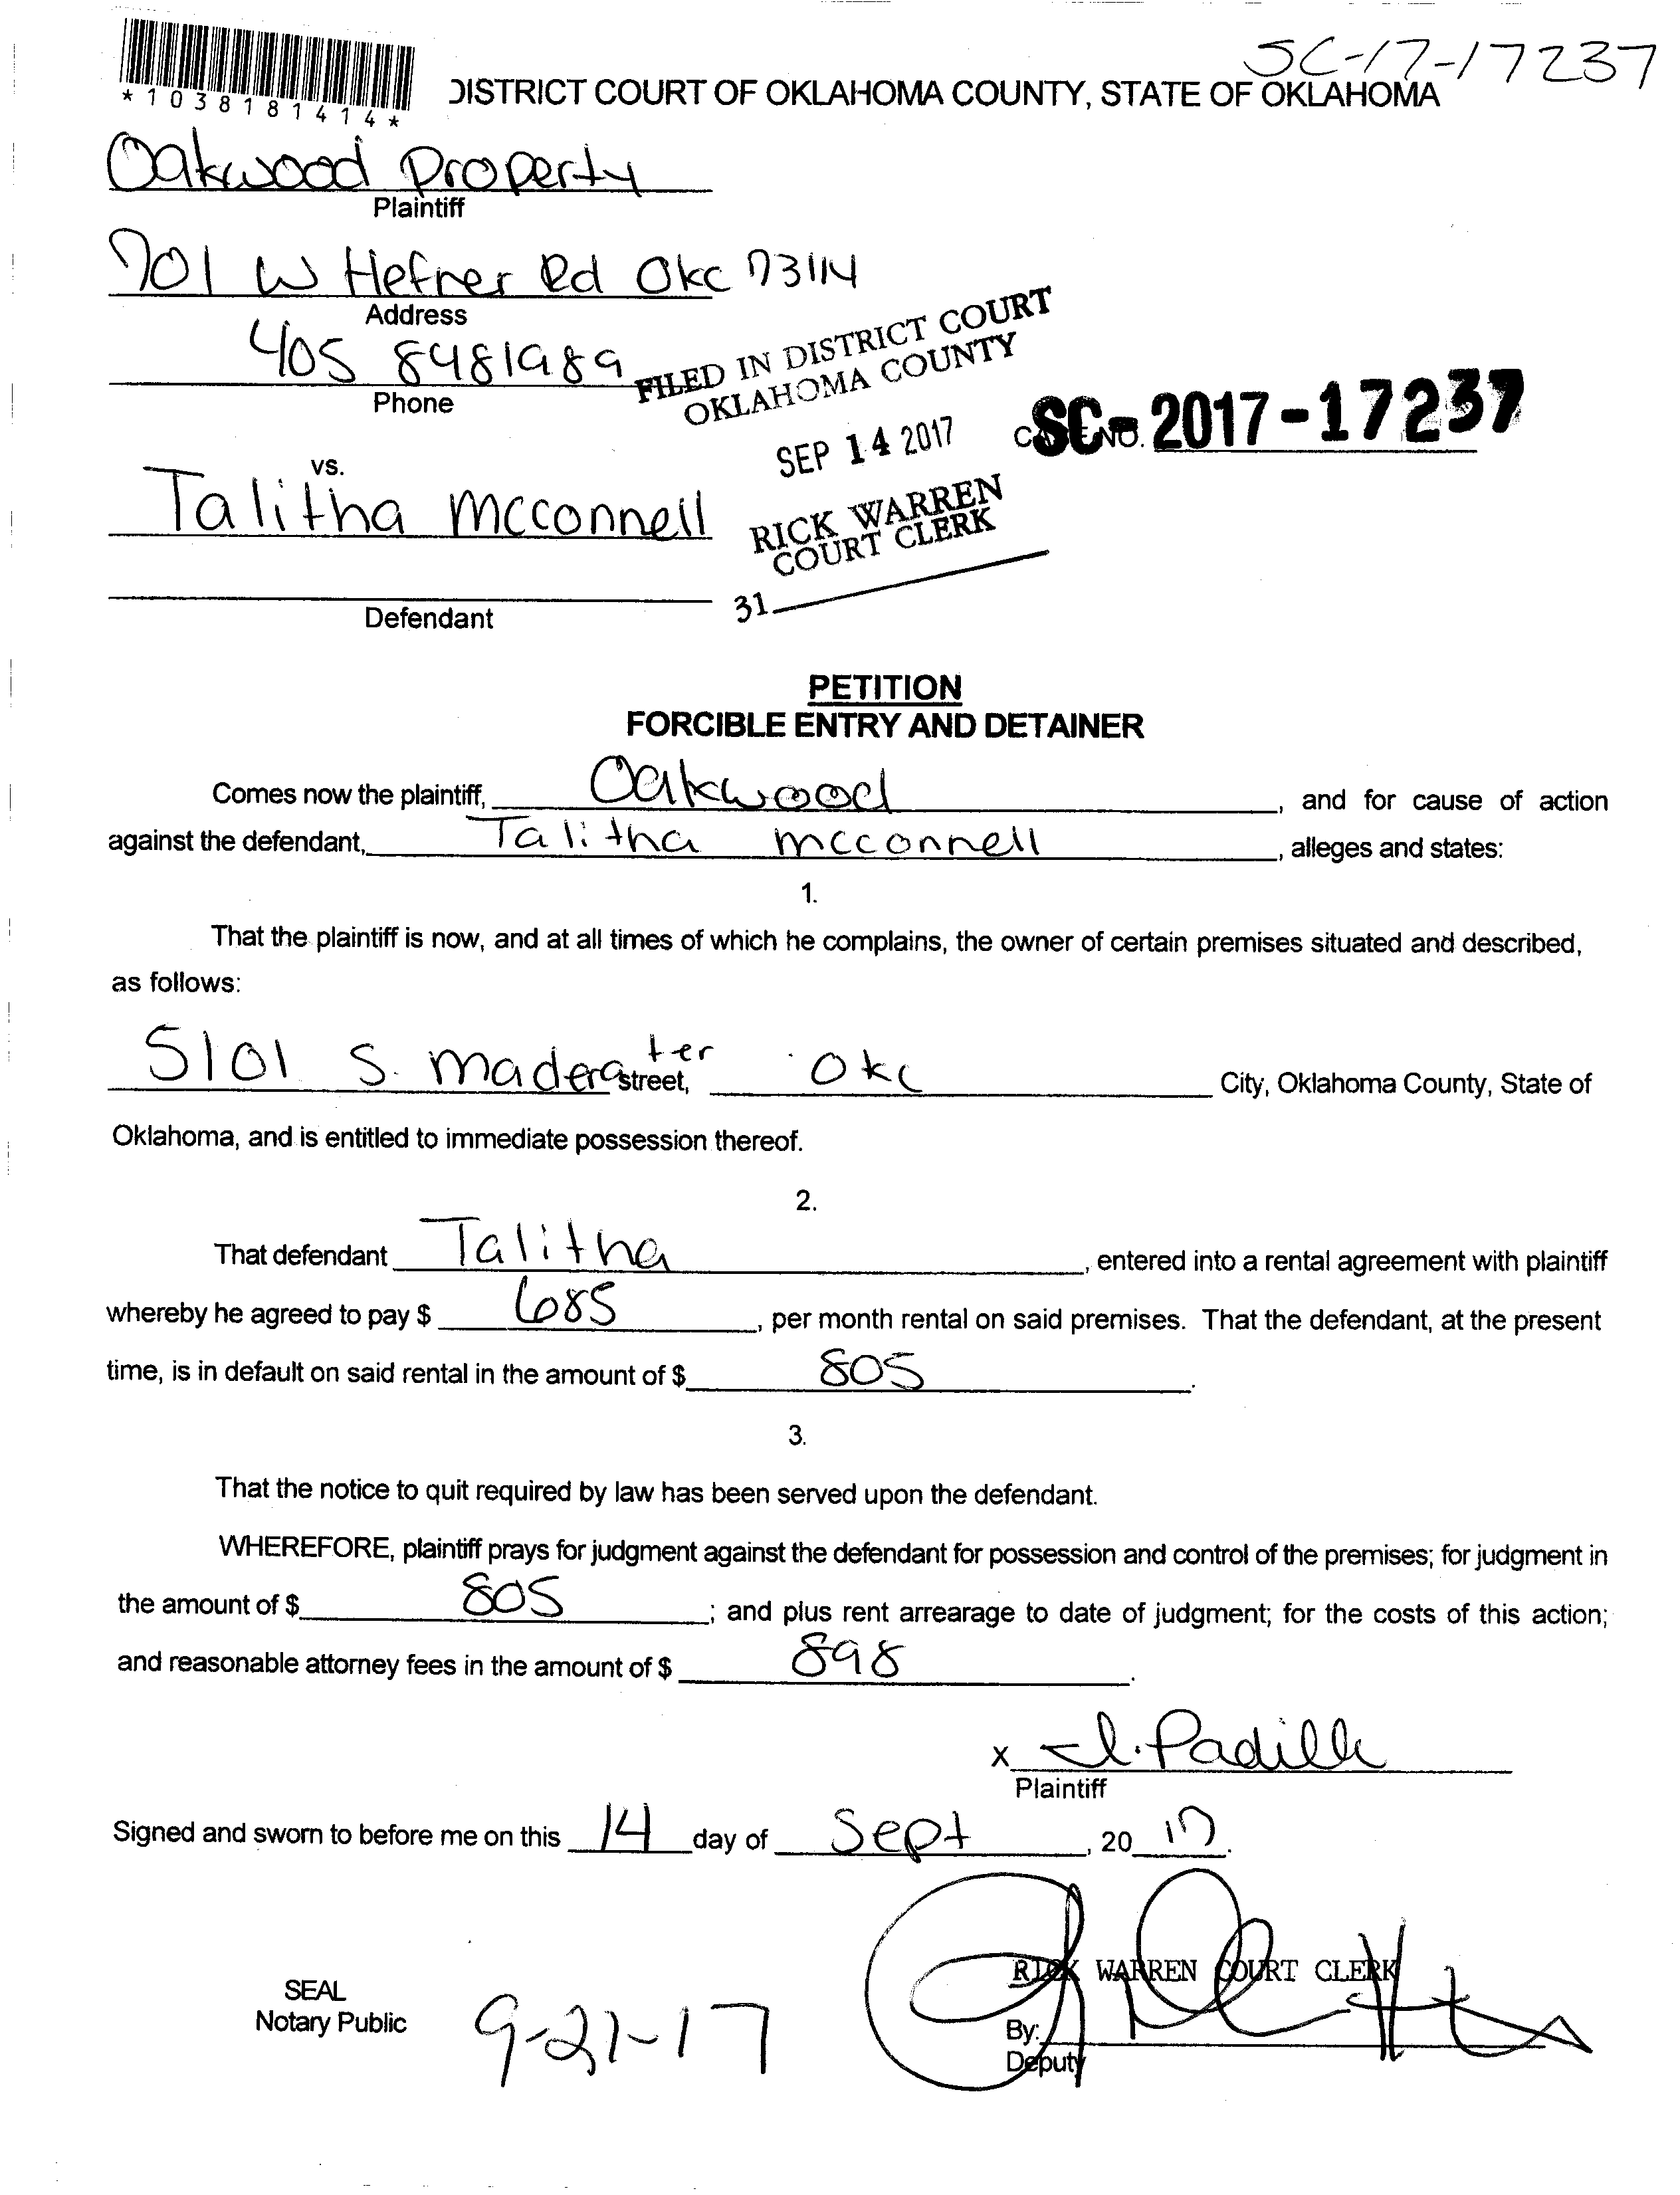 SC-17-17237
*1038181414*
DISTRICT COURT OF OKLAHOMA COUNTY, STATE OF OKLAHOMA
Oakwood Property
Plaintiff
701 W Hefner Rd Okc 73114
Address
405 8481989
Phone
FILED IN DISTRICT COURT
OKLAHOMA COUNTY
SEP 14 2017
CASE NO. SC-2017-17237
RICK WARREN
COURT CLERK
31
vs.
Talitha mcconnell
Defendant
PETITION
FORCIBLE ENTRY AND DETAINER
Comes now the plaintiff, Oakwood, and for cause of action
against the defendant, Talitha mcconnell, alleges and states:
1.
That the plaintiff is now, and at all times of which he complains, the owner of certain premises situated and described,
as follows:
5101 S. madera ter street, Okc City, Oklahoma County, State of
Oklahoma, and is entitled to immediate possession thereof.
2.
That defendant Talitha, entered into a rental agreement with plaintiff
whereby he agreed to pay $ 685, per month rental on said premises. That the defendant, at the present
time, is in default on said rental in the amount of $ 805.
3.
That the notice to quit required by law has been served upon the defendant.
WHEREFORE, plaintiff prays for judgment against the defendant for possession and control of the premises; for judgment in
the amount of $ 805; and plus rent arrearage to date of judgment; for the costs of this action;
and reasonable attorney fees in the amount of $ 898.
x J. Padilla
Plaintiff
Signed and sworn to before me on this 14 day of Sept, 2017.
RICK WARREN COURT CLERK
SEAL
Notary Public
9-21-17
By:
Deputy